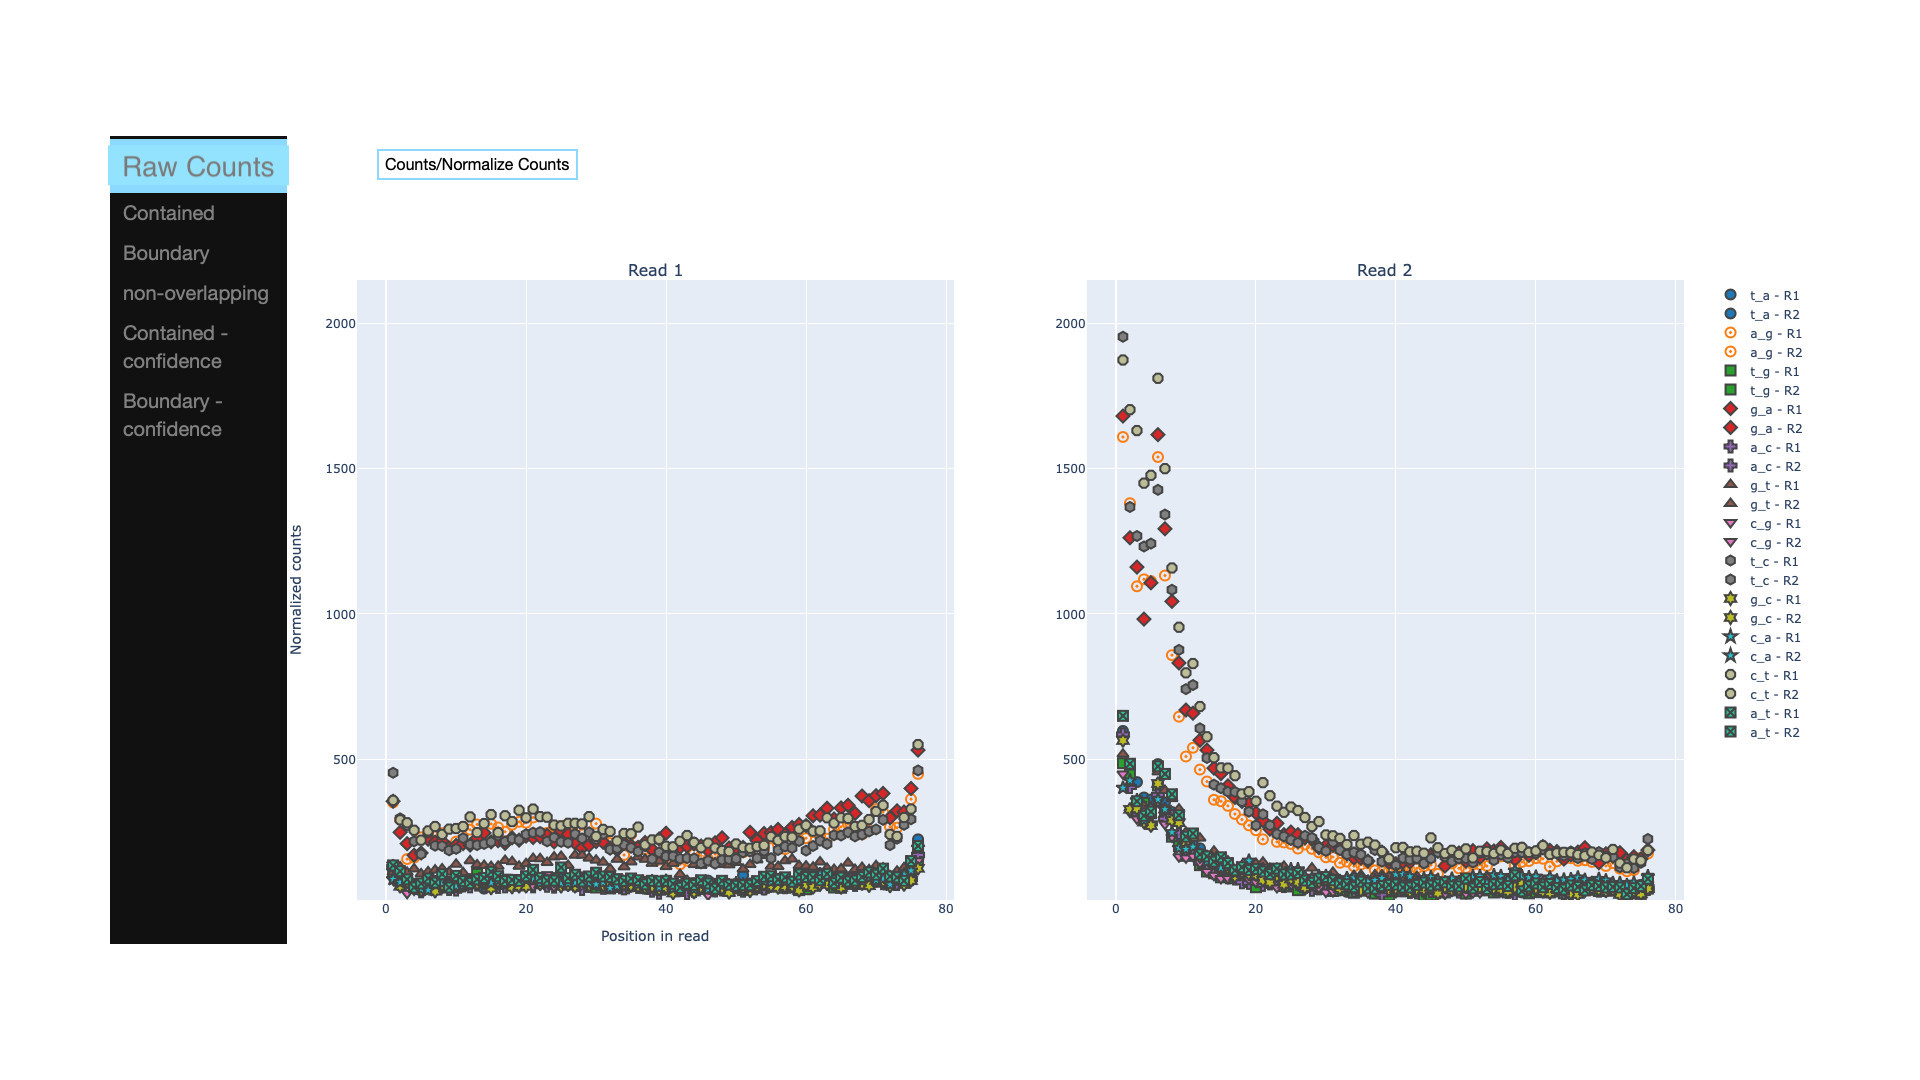 Raw Counts
Contained
Boundary
non-overlapping
Contained -
confidence
Boundary -
confidence
Counts/Normalize Counts
Read 1
2000
1500
1000
500
0 20 40 60 80
Normalized counts
Position in read
Read 2
2000
1500
1000
500
0 20 40 60 80
t_a - R1
t_a - R2
a_g - R1
a_g - R2
t_g - R1
t_g - R2
g_a - R1
g_a - R2
a_c - R1
a_c - R2
g_t - R1
g_t - R2
c_g - R1
c_g - R2
t_c - R1
t_c - R2
g_c - R1
g_c - R2
c_a - R1
c_a - R2
c_t - R1
c_t - R2
a_t - R1
a_t - R2